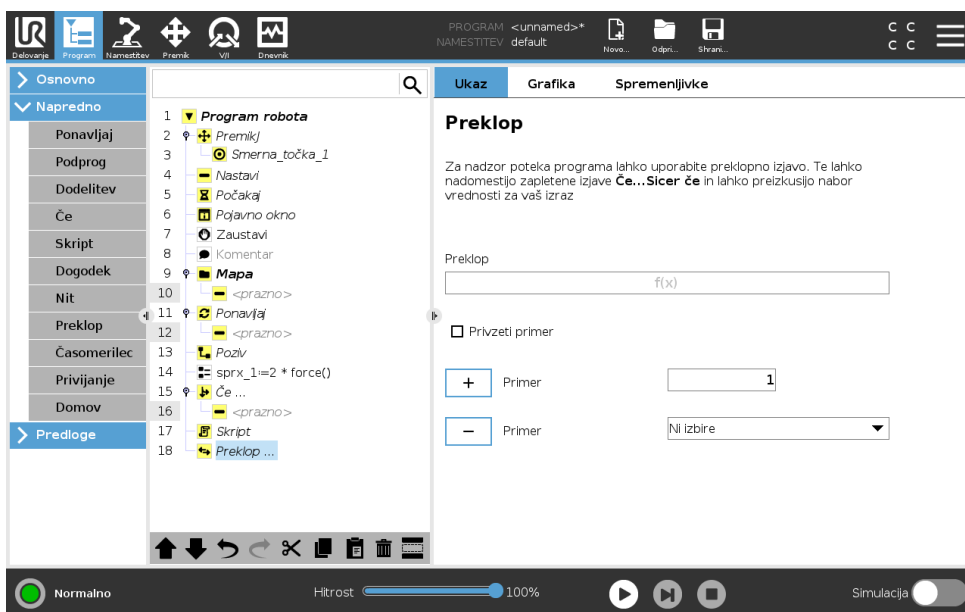 PROGRAM <unnamed>*
NAMESTITEV default
Delovanje
Program
Namestitev
Premik
V/I
Dnevnik
Novo...
Odpri...
Shrani...
C C
C C
Osnovno
Napredno
Ponavljaj
Podprog
Dodelitev
Če
Skript
Dogodek
Nit
Preklop
Časomerilec
Privijanje
Domov
Predloge
1 Program robota
2 PremikJ
3 Smerna_točka_1
4 Nastavi
5 Počakaj
6 Pojavno okno
7 Zaustavi
8 Komentar
9 Mapa
10 <prazno>
11 Ponavljaj
12 <prazno>
13 Poziv
14 sprx_1:=2 * force()
15 Če ...
16 <prazno>
17 Skript
18 Preklop ...
Ukaz Grafika Spremenljivke
Preklop
Za nadzor poteka programa lahko uporabite preklopno izjavo. Te lahko
nadomestijo zapletene izjave Če...Sicer če in lahko preizkusijo nabor
vrednosti za vaš izraz
Preklop
f(x)
Privzeti primer
+ Primer 1
− Primer Ni izbire
Normalno
Hitrost 100%
Simulacija